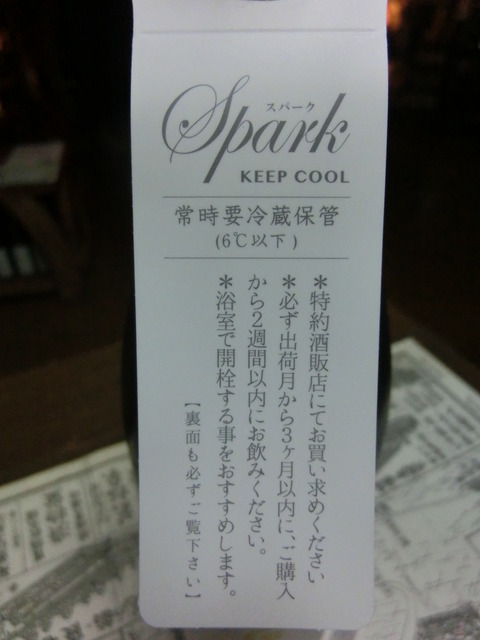 スパーク
Spark
KEEP COOL
常時要冷蔵保管
(6℃以下)
＊特約酒販店にてお買い求めください
＊必ず出荷月から3ヶ月以内に、ご購入
から2週間以内にお飲みください。
＊浴室で開栓する事をおすすめします。
【裏面も必ずご覧下さい】